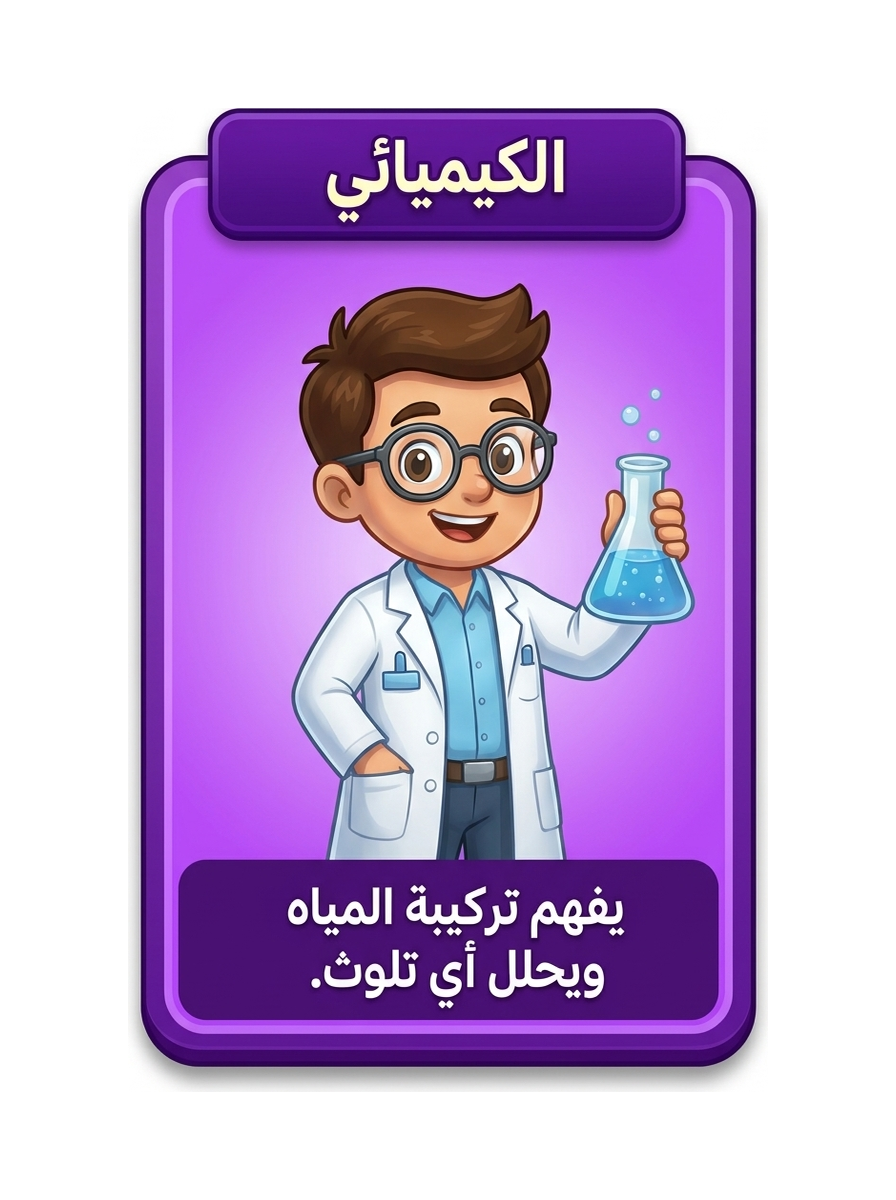 الكيميائي
يفهم تركيبة المياه
ويحلل أي تلوث.